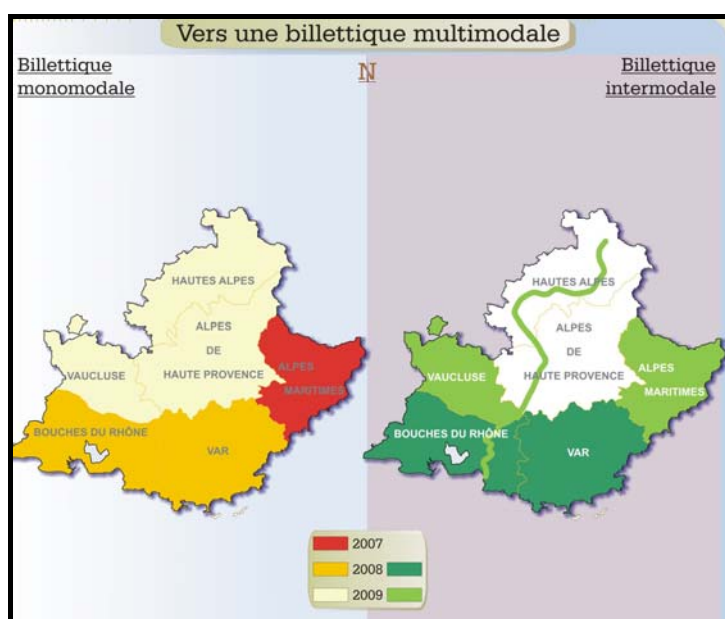 Vers une billettique multimodale
Billettique
monomodale
N
Billettique
intermodale
HAUTES ALPES
ALPES
DE
HAUTE PROVENCE
VAUCLUSE
ALPES
MARITIMES
BOUCHES DU RHÔNE
VAR
HAUTES ALPES
ALPES
DE
HAUTE PROVENCE
VAUCLUSE
ALPES
MARITIMES
BOUCHES DU RHÔNE
VAR
2007
2008
2009